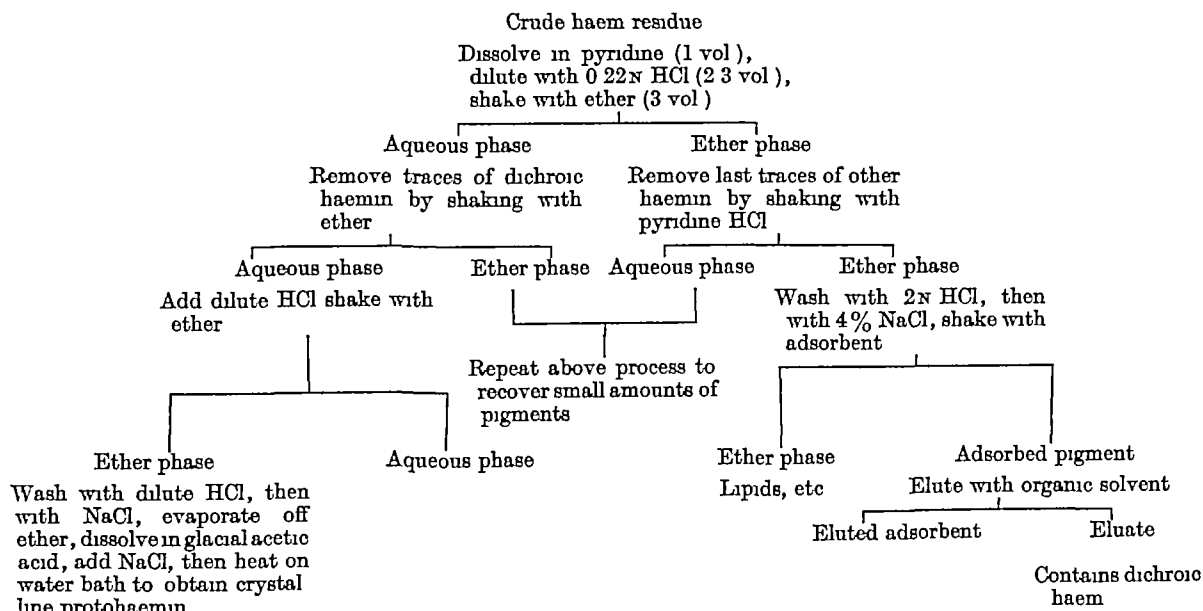 Crude haem residue
Dissolve in pyridine (1 vol ),
dilute with 0 22N HCl (2 3 vol ),
shake with ether (3 vol )
Aqueous phase
Remove traces of dichroic
haemin by shaking with
ether
Ether phase
Remove last traces of other
haemin by shaking with
pyridine HCl
Aqueous phase
Add dilute HCl shake with
ether
Ether phase
Aqueous phase
Ether phase
Wash with 2N HCl, then
with 4% NaCl, shake with
adsorbent
Repeat above process to
recover small amounts of
pigments
Ether phase
Wash with dilute HCl, then
with NaCl, evaporate off
ether, dissolve in glacial acetic
acid, add NaCl, then heat on
water bath to obtain crystal
line protohaemin
Aqueous phase
Ether phase
Lipids, etc
Adsorbed pigment
Elute with organic solvent
Eluted adsorbent
Eluate
Contains dichroic
haem